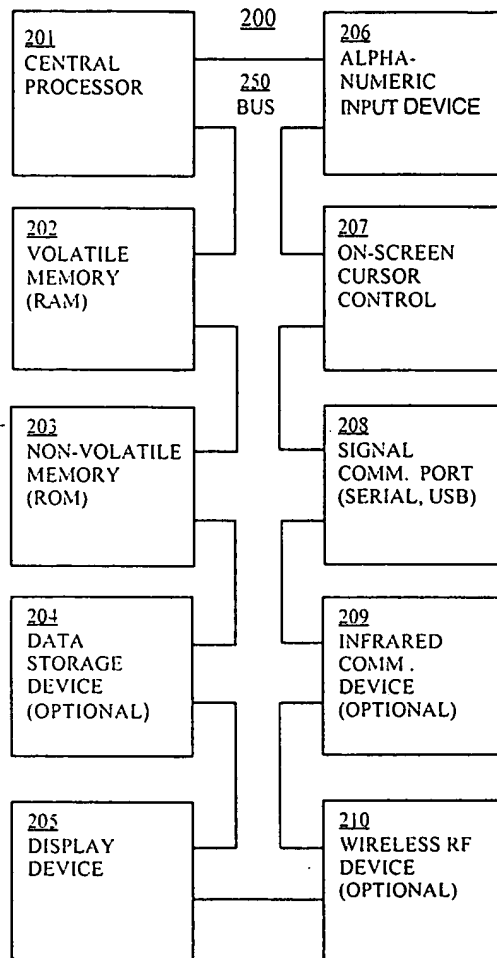 200
201
CENTRAL
PROCESSOR
250
BUS
206
ALPHA-
NUMERIC
INPUT DEVICE
202
VOLATILE
MEMORY
(RAM)
207
ON-SCREEN
CURSOR
CONTROL
203
NON-VOLATILE
MEMORY
(ROM)
208
SIGNAL
COMM. PORT
(SERIAL, USB)
204
DATA
STORAGE
DEVICE
(OPTIONAL)
209
INFRARED
COMM.
DEVICE
(OPTIONAL)
205
DISPLAY
DEVICE
210
WIRELESS RF
DEVICE
(OPTIONAL)